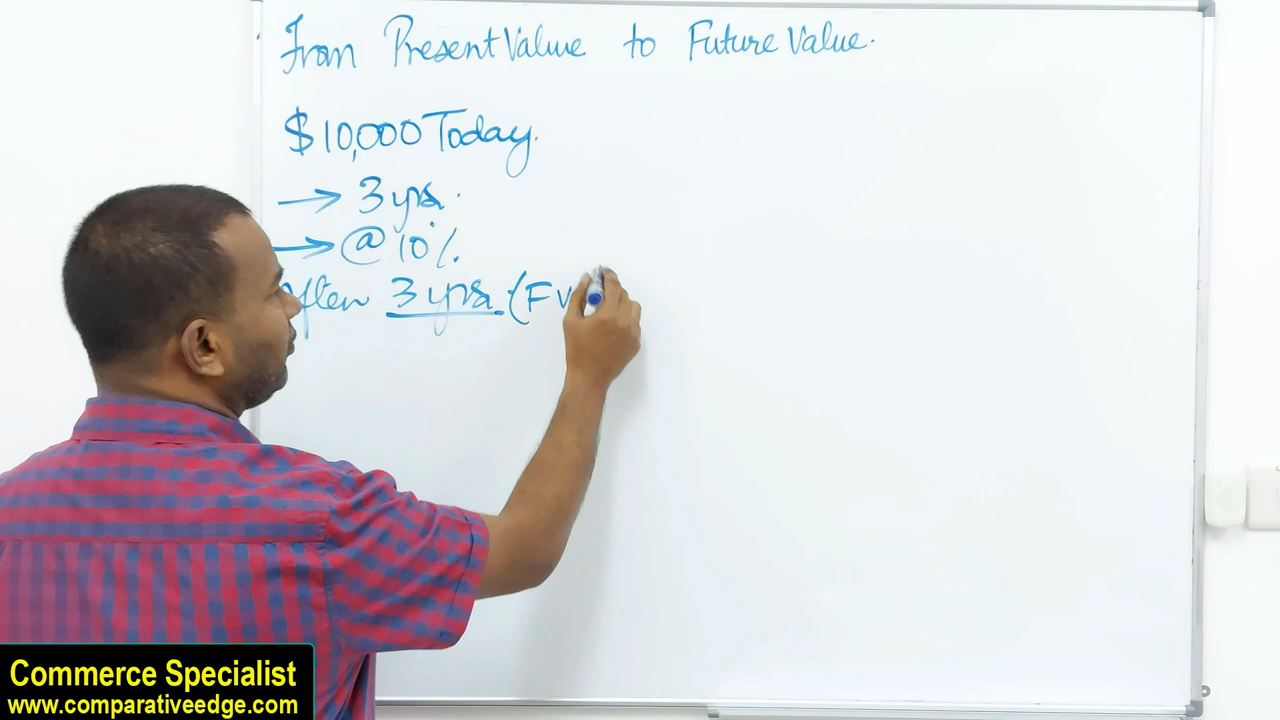 From Present Value to Future Value.
$10,000 Today.
→ 3 yrs.
→ @ 10%.
After 3 yrs (FV
Commerce Specialist
www.comparativeedge.com